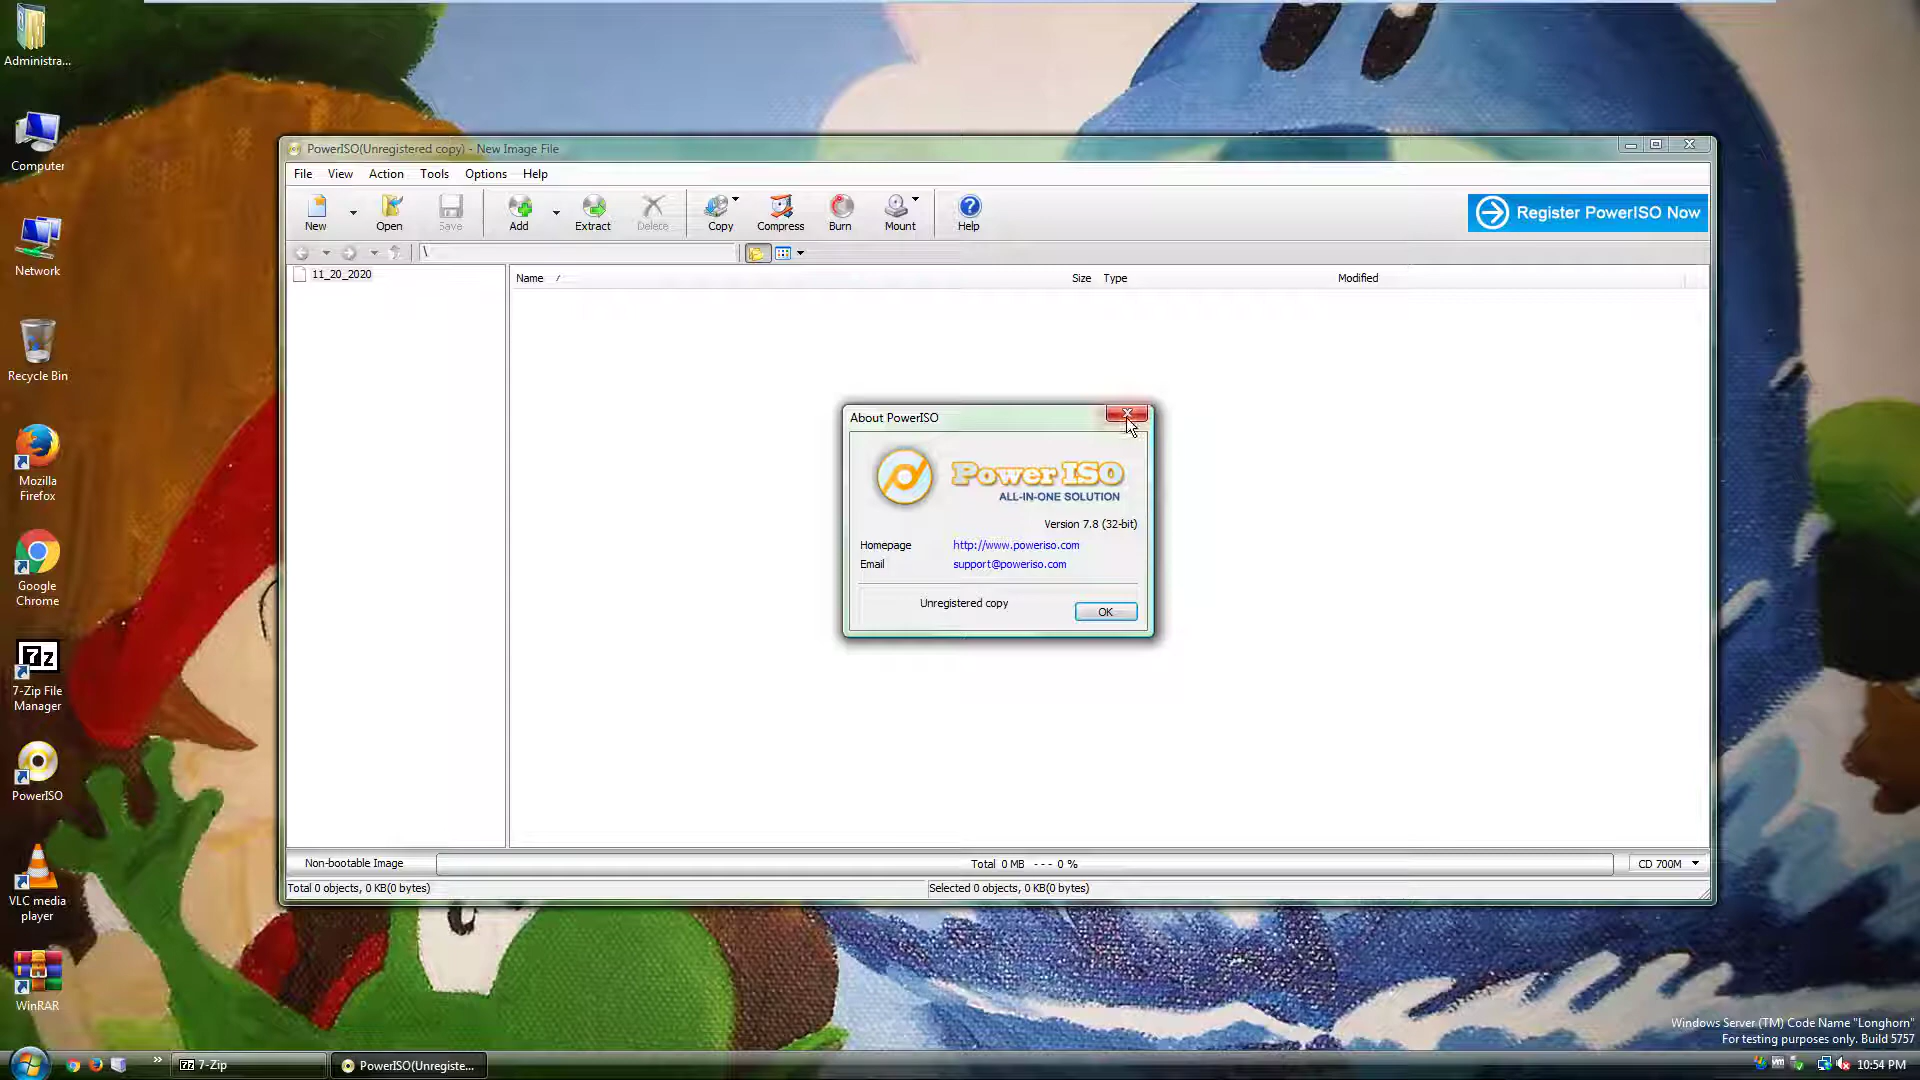 Administra...
Computer
Network
Recycle Bin
Mozilla
Firefox
Google
Chrome
7z
7-Zip File
Manager
PowerISO
VLC media
player
WinRAR
PowerISO(Unregistered copy) - New Image File
File View Action Tools Options Help
New Open Save Add Extract Delete Copy Compress Burn Mount Help
Register PowerISO Now
\
11_20_2020
Name / Size Type Modified
About PowerISO
Power ISO
ALL-IN-ONE SOLUTION
Version 7.8 (32-bit)
Homepage http://www.poweriso.com
Email support@poweriso.com
Unregistered copy
OK
Non-bootable Image Total 0 MB --- 0 % CD 700M
Total 0 objects, 0 KB(0 bytes) Selected 0 objects, 0 KB(0 bytes)
Windows Server (TM) Code Name "Longhorn"
For testing purposes only. Build 5757
» 7z 7-Zip PowerISO(Unregiste... vm 10:54 PM